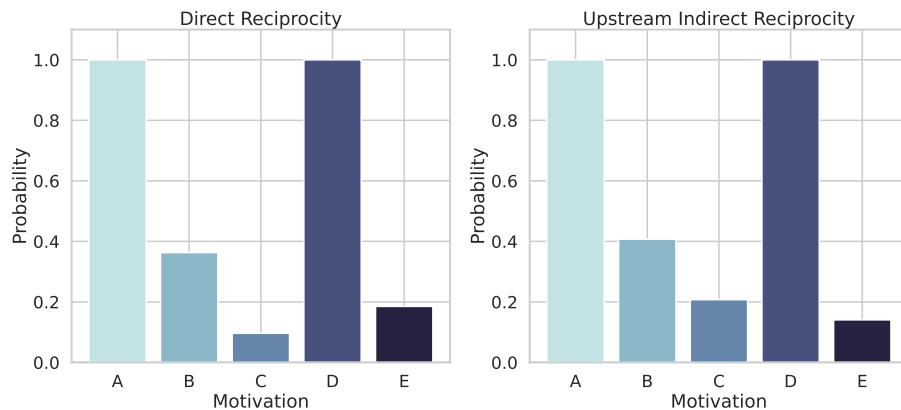 Direct Reciprocity
Probability
1.0
0.8
0.6
0.4
0.2
0.0
A B C D E
Motivation
Upstream Indirect Reciprocity
Probability
1.0
0.8
0.6
0.4
0.2
0.0
A B C D E
Motivation